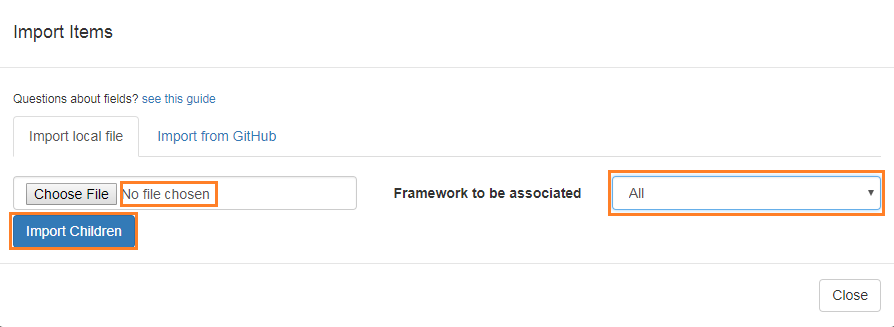 Import Items
Questions about fields? see this guide
Import local file Import from GitHub
Choose File No file chosen Framework to be associated All
Import Children
Close